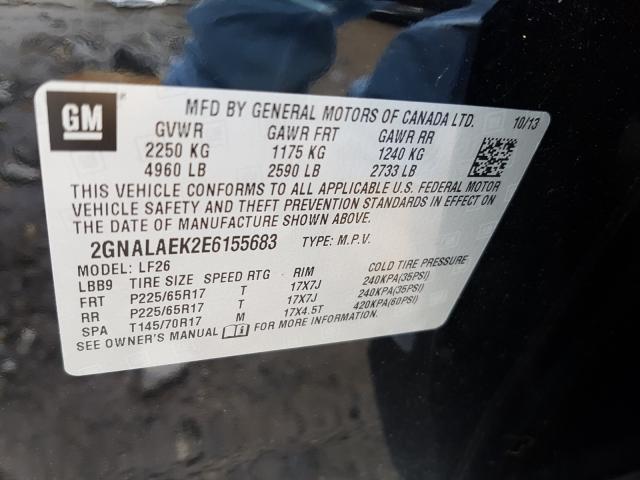 GM
MFD BY GENERAL MOTORS OF CANADA LTD. 10/13
GVWR GAWR FRT GAWR RR
2250 KG 1175 KG 1240 KG
4960 LB 2590 LB 2733 LB
THIS VEHICLE CONFORMS TO ALL APPLICABLE U.S. FEDERAL MOTOR
VEHICLE SAFETY AND THEFT PREVENTION STANDARDS IN EFFECT ON
THE DATE OF MANUFACTURE SHOWN ABOVE.
2GNALAEK2E6155683 TYPE: M.P.V.
MODEL: LF26
LBB9 TIRE SIZE SPEED RTG RIM COLD TIRE PRESSURE
FRT P225/65R17 T 17X7J 240KPA(35PSI)
RR P225/65R17 T 17X7J 240KPA(35PSI)
SPA T145/70R17 M 17X4.5T 420KPA(60PSI)
SEE OWNER'S MANUAL